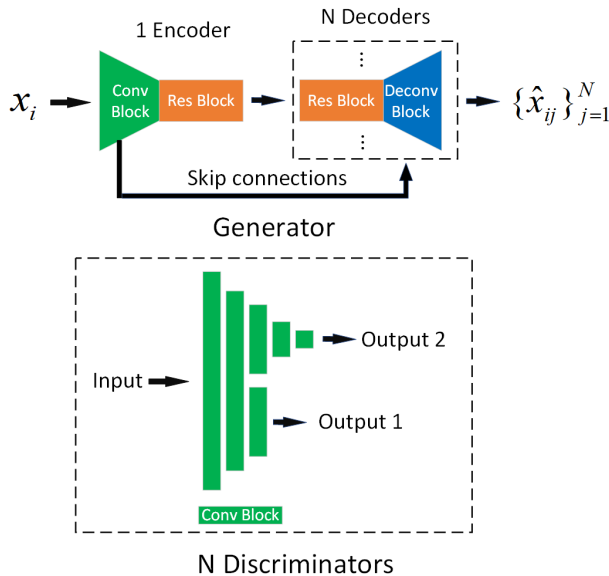 1 Encoder
N Decoders
x_i
Conv
Block
Res Block
...
Res Block
Deconv
Block
...
{x̂_{ij}}_{j=1}^{N}
Skip connections
Generator
Input
Output 2
Output 1
Conv Block
N Discriminators